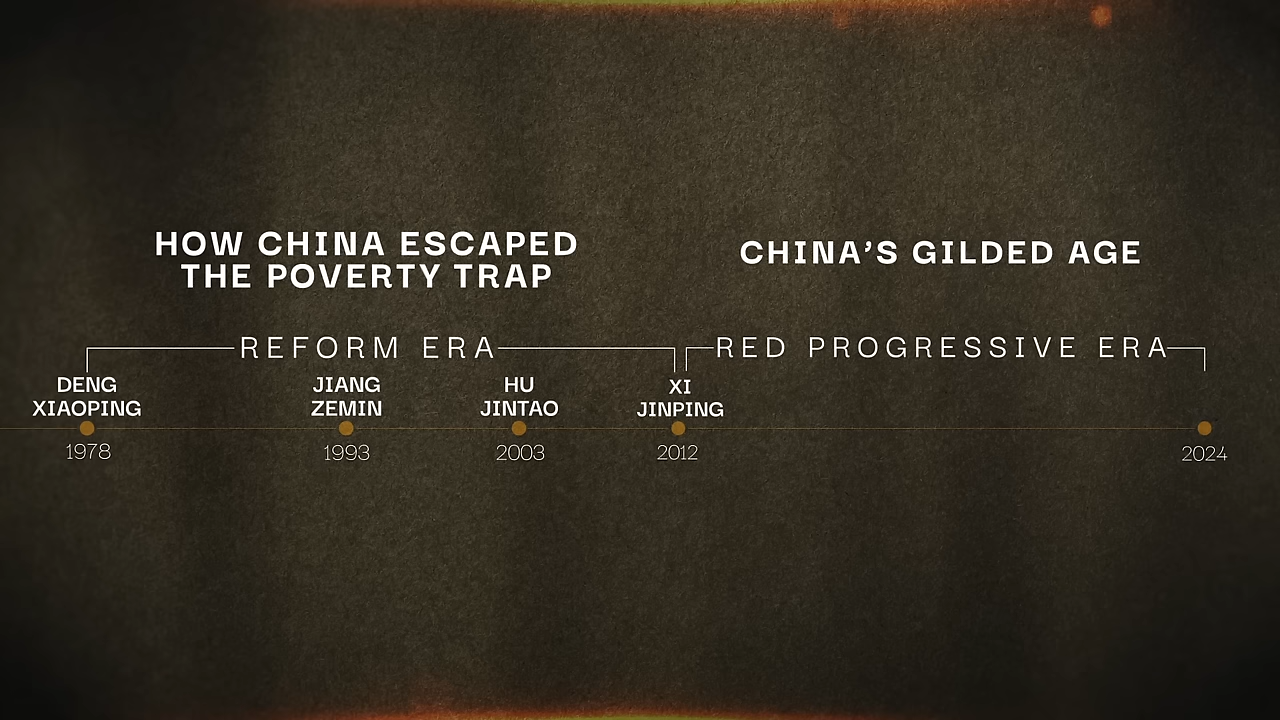 HOW CHINA ESCAPED
THE POVERTY TRAP
CHINA’S GILDED AGE
REFORM ERA
RED PROGRESSIVE ERA
DENG
XIAOPING
JIANG
ZEMIN
HU
JINTAO
XI
JINPING
1978
1993
2003
2012
2024